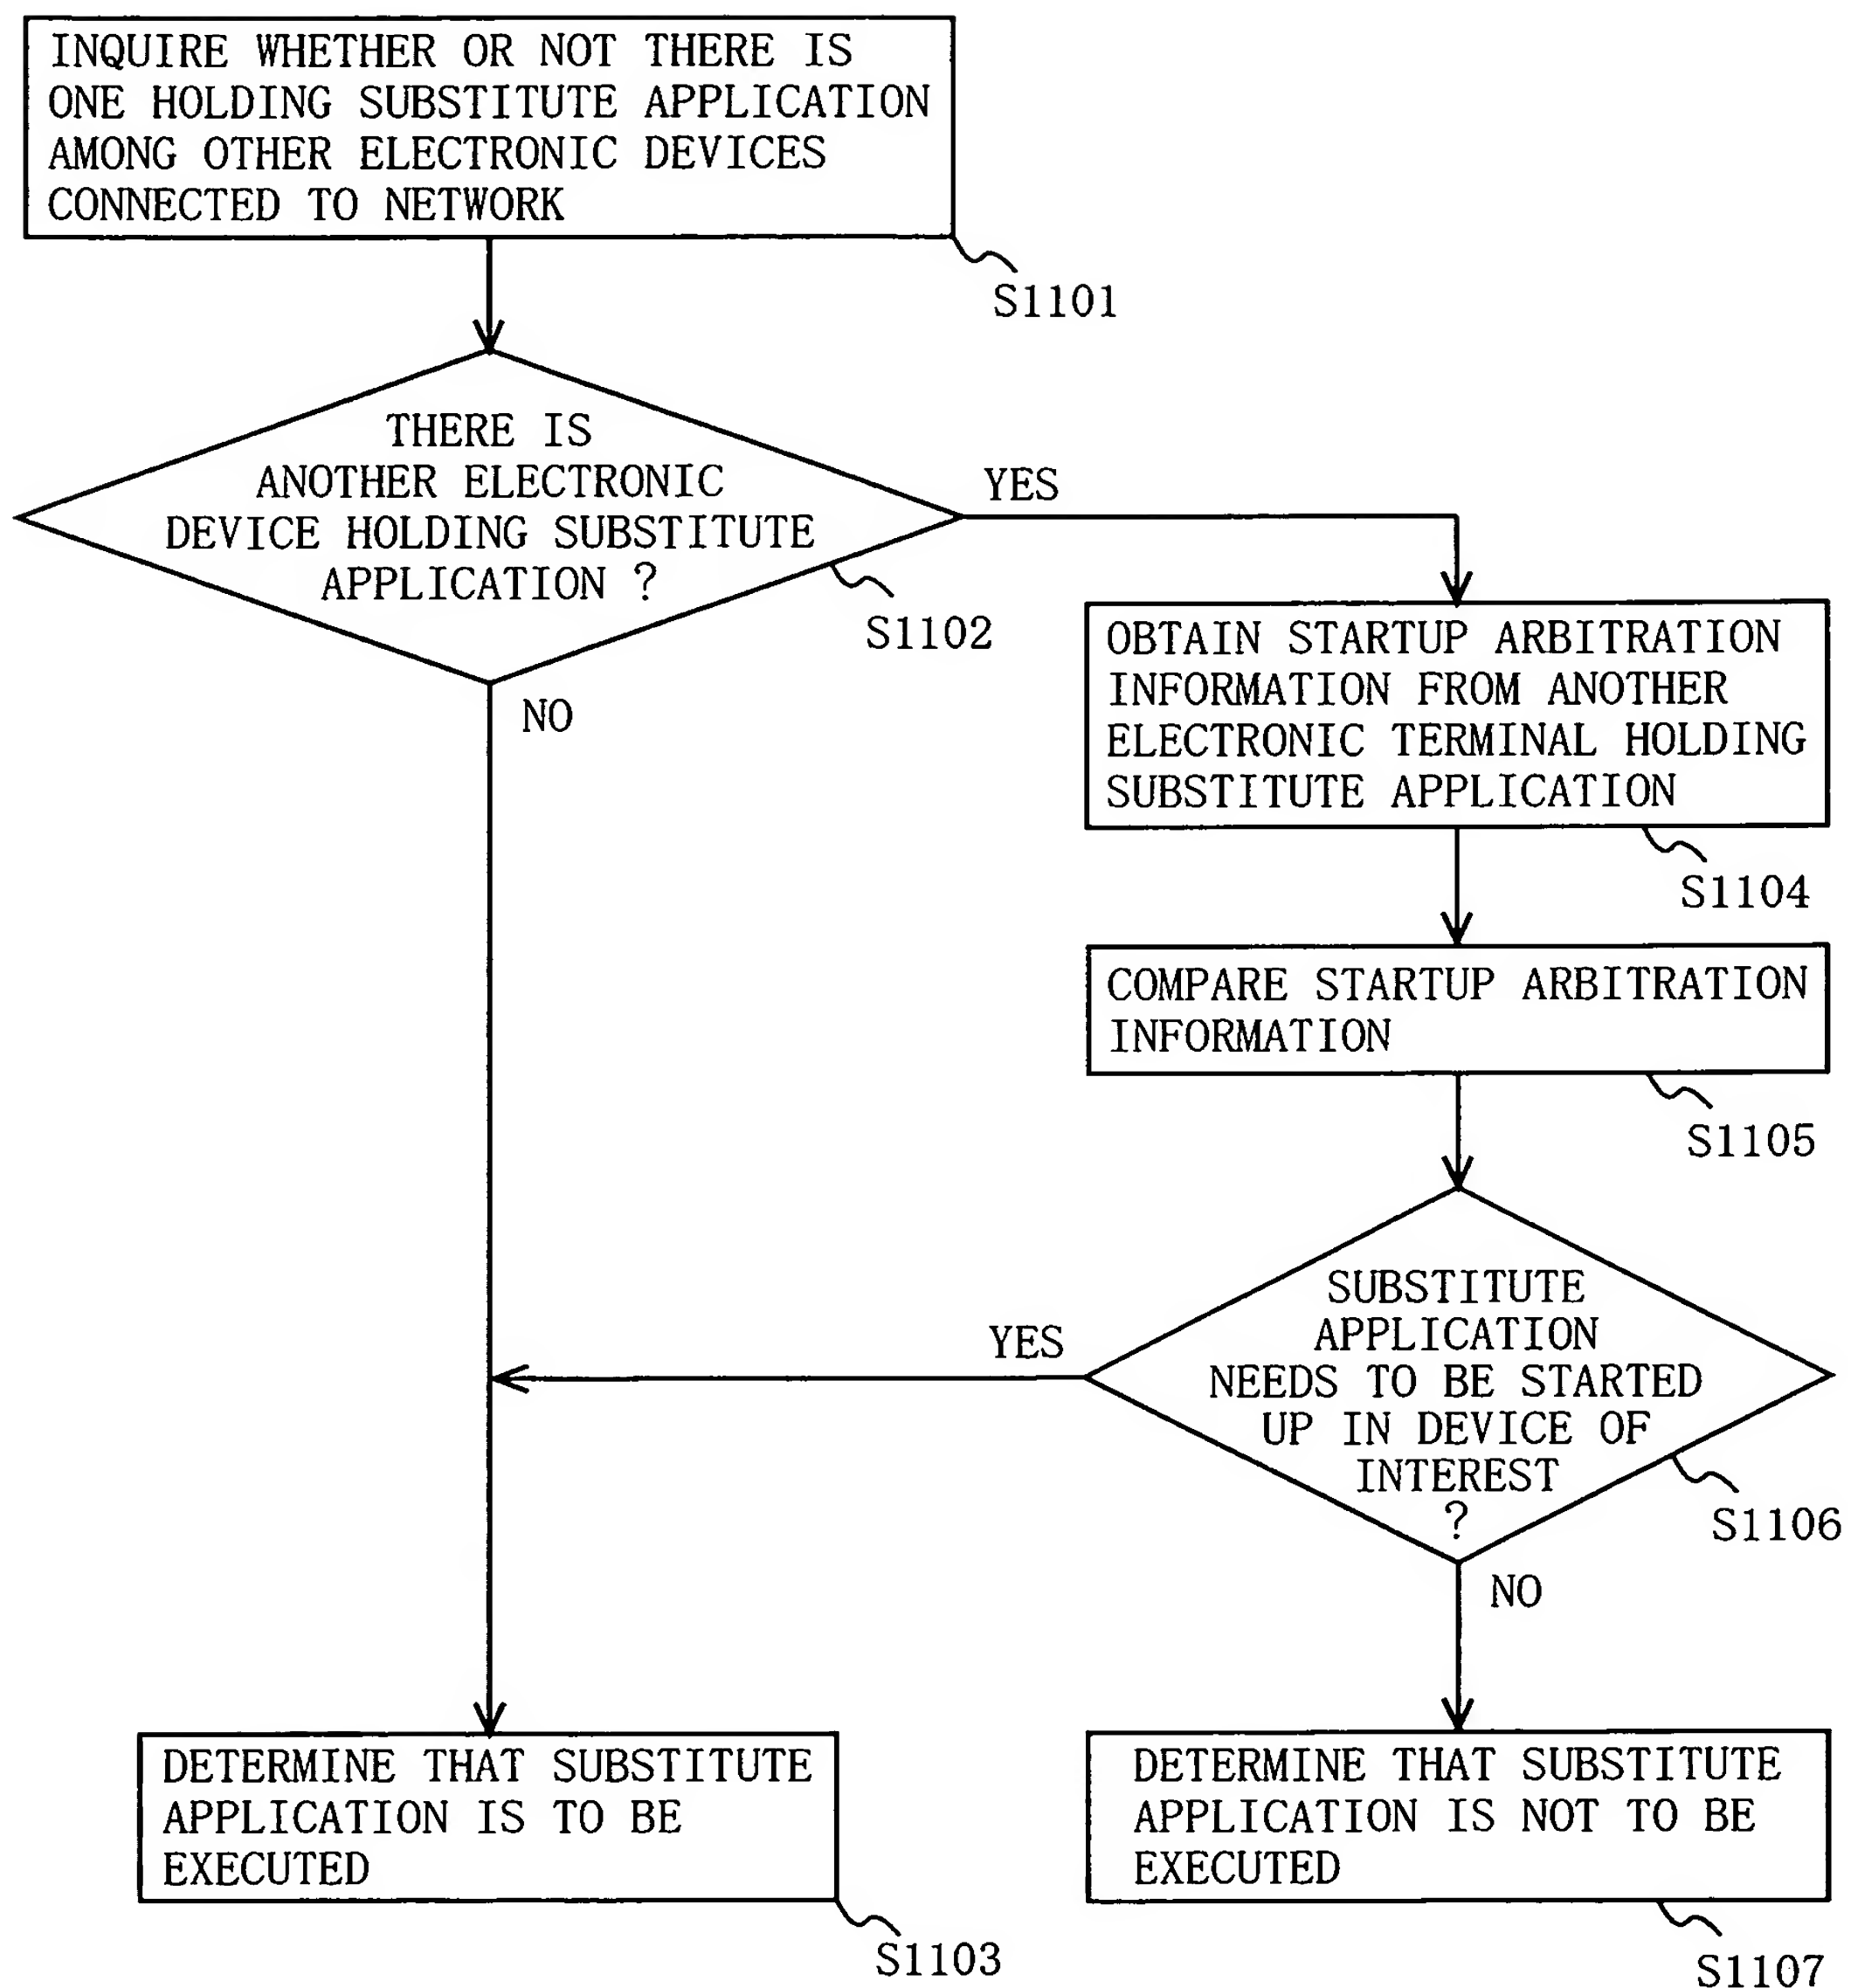 INQUIRE WHETHER OR NOT THERE IS
ONE HOLDING SUBSTITUTE APPLICATION
AMONG OTHER ELECTRONIC DEVICES
CONNECTED TO NETWORK
S1101
THERE IS
ANOTHER ELECTRONIC
DEVICE HOLDING SUBSTITUTE
APPLICATION ?
YES
S1102
NO
OBTAIN STARTUP ARBITRATION
INFORMATION FROM ANOTHER
ELECTRONIC TERMINAL HOLDING
SUBSTITUTE APPLICATION
S1104
COMPARE STARTUP ARBITRATION
INFORMATION
S1105
SUBSTITUTE
APPLICATION
NEEDS TO BE STARTED
UP IN DEVICE OF
INTEREST
?
YES
S1106
NO
DETERMINE THAT SUBSTITUTE
APPLICATION IS TO BE
EXECUTED
S1103
DETERMINE THAT SUBSTITUTE
APPLICATION IS NOT TO BE
EXECUTED
S1107